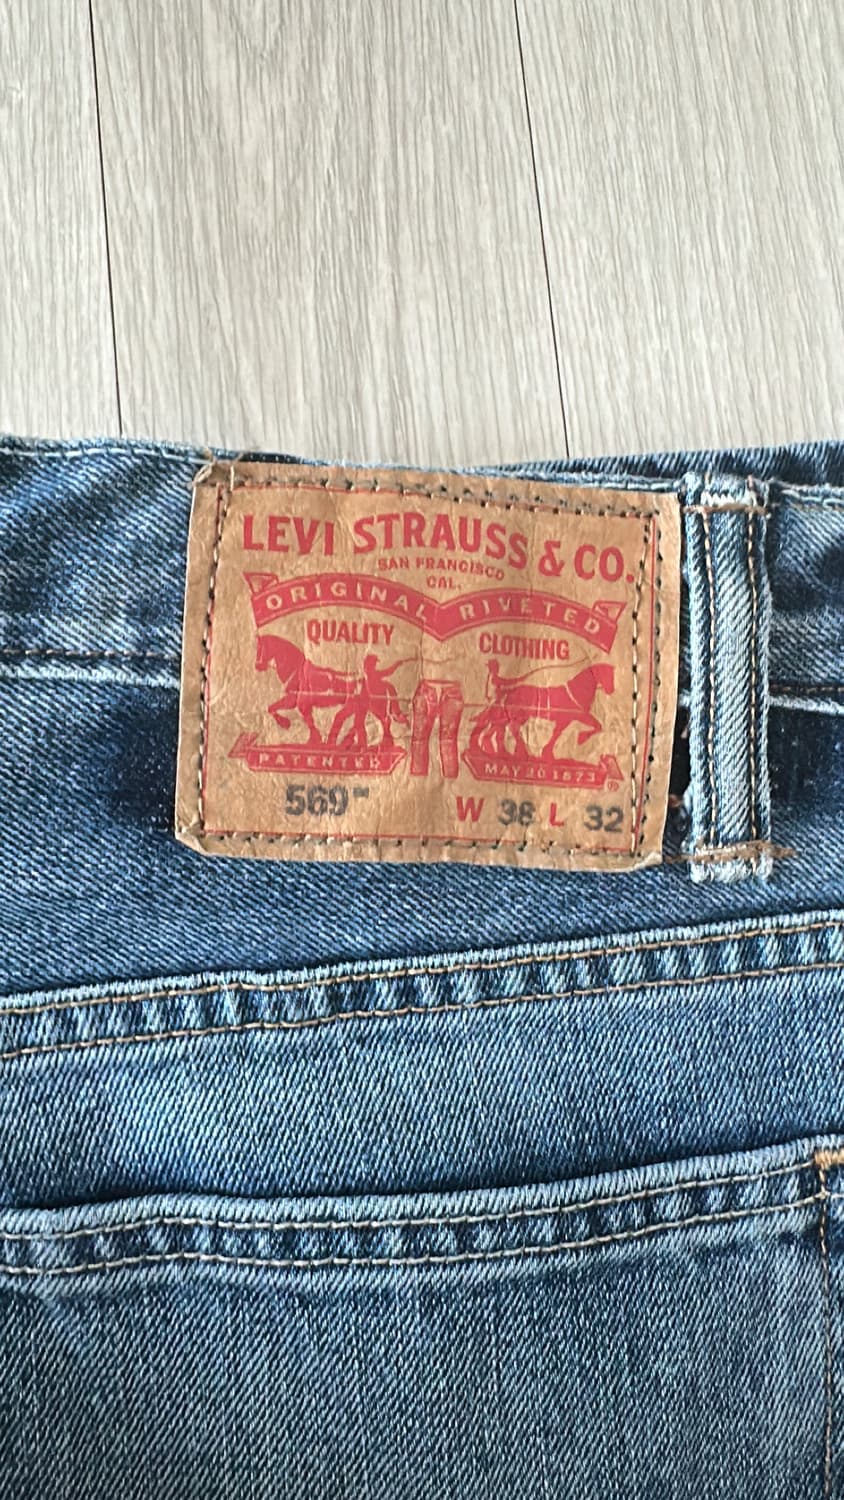 LEVI STRAUSS & CO.
SAN FRANCISCO
CAL.
ORIGINAL RIVETED
QUALITY CLOTHING
PATENTED MAY 20 1873 ®
569™ W 38 L 32